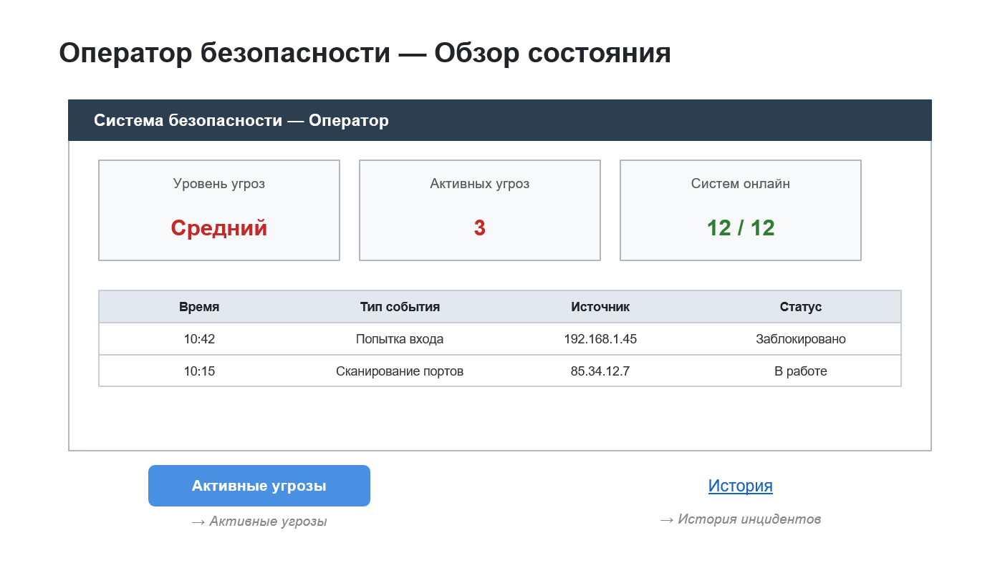 Оператор безопасности — Обзор состояния
Система безопасности — Оператор
Уровень угроз
Средний
Активных угроз
3
Систем онлайн
12 / 12
Время Тип события Источник Статус
10:42 Попытка входа 192.168.1.45 Заблокировано
10:15 Сканирование портов 85.34.12.7 В работе
Активные угрозы
→ Активные угрозы
История
→ История инцидентов